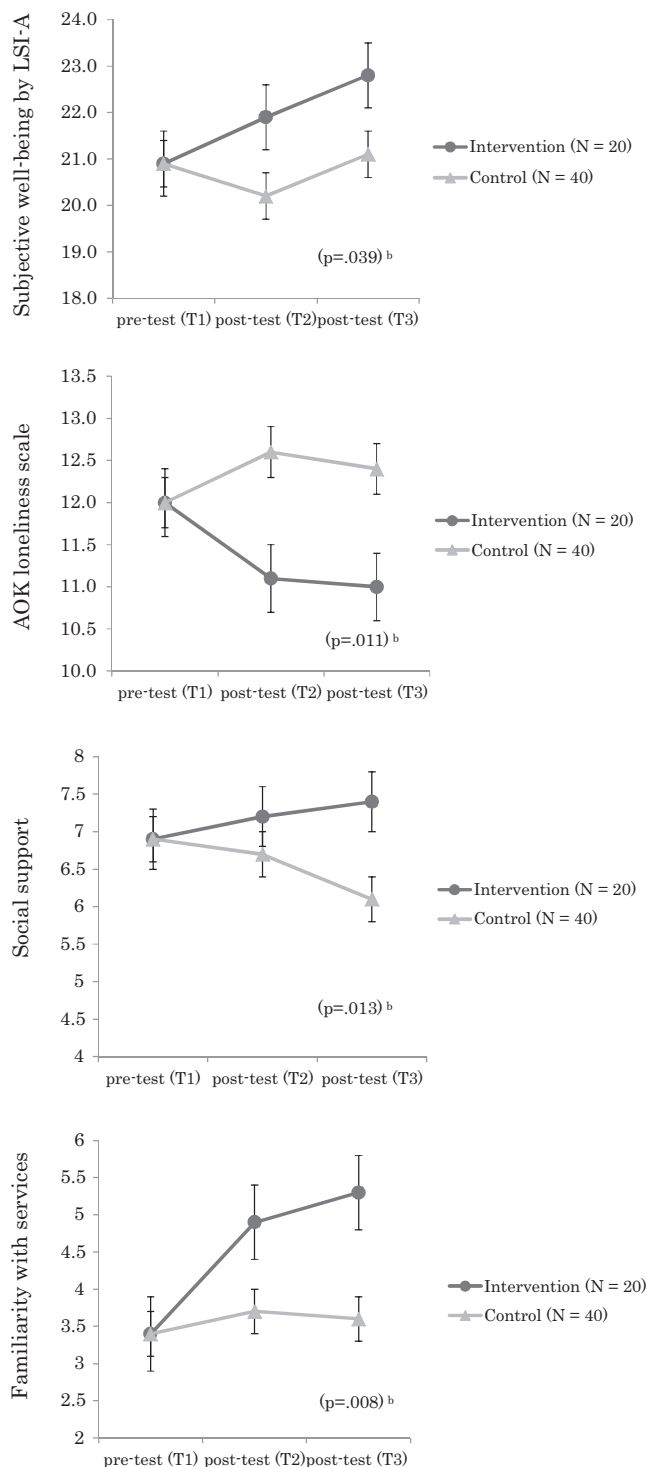 Subjective well-being by LSI-A
24.0
23.0
22.0
21.0
20.0
19.0
18.0
Intervention (N = 20)
Control (N = 40)
(p=.039) b
pre-test (T1) post-test (T2)post-test (T3)
AOK loneliness scale
13.5
13.0
12.5
12.0
11.5
11.0
10.5
10.0
Intervention (N = 20)
Control (N = 40)
(p=.011) b
pre-test (T1) post-test (T2) post-test (T3)
Social support
8
7.5
7
6.5
6
5.5
5
4.5
4
Intervention (N = 20)
Control (N = 40)
(p=.013) b
pre-test (T1) post-test (T2) post-test (T3)
Familiarity with services
6
5.5
5
4.5
4
3.5
3
2.5
2
Intervention (N = 20)
Control (N = 40)
(p=.008) b
pre-test (T1) post-test (T2)post-test (T3)